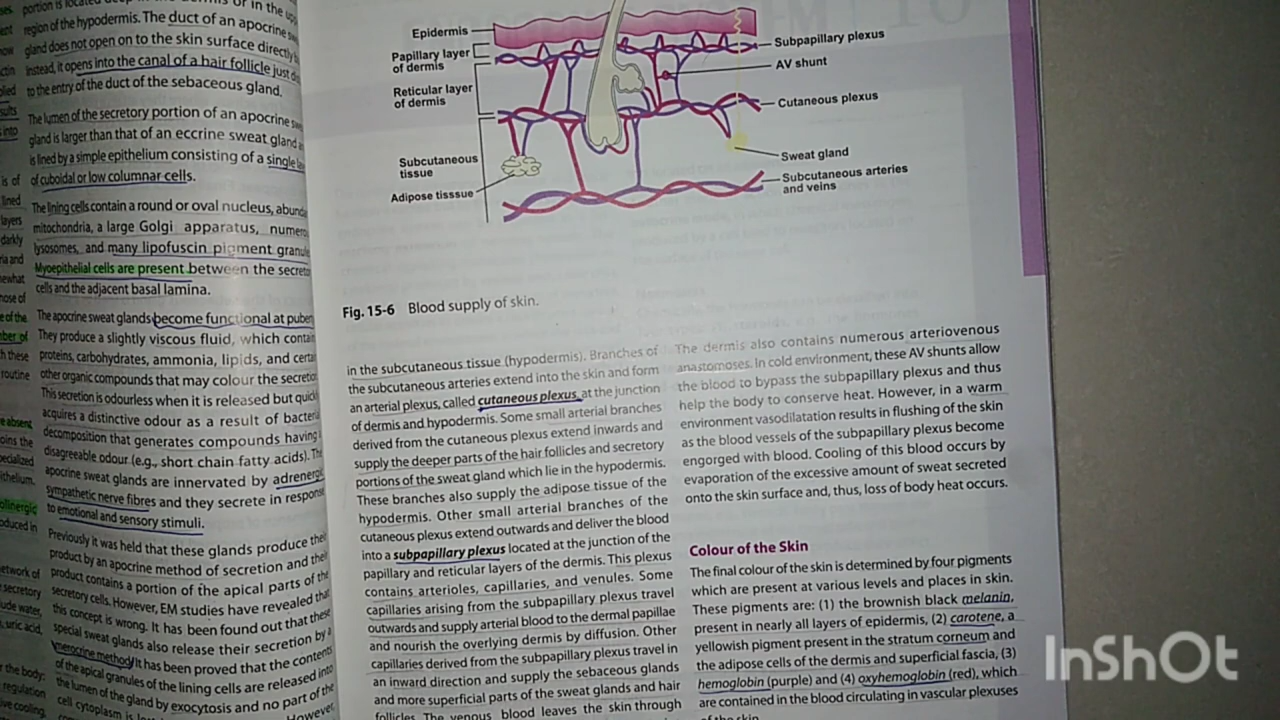 portion is located
region of the hypodermis. The duct of an apocrine
gland does not open on to the skin surface directly
Instead, it opens into the canal of a hair follicle just
to the entry of the duct of the sebaceous gland.
The lumen of the secretory portion of an apocrine
gland is larger than that of an eccrine sweat gland
is lined by a simple epithelium consisting of a single
of cuboidal or low columnar cells.
The lining cells contain a round or oval nucleus,
mitochondria, a large Golgi apparatus,
lysosomes, and many lipofuscin pigment
Myoepithelial cells are present between the
cells and the adjacent basal lamina.
The apocrine sweat glands become functional at
They produce a slightly viscous fluid, which
proteins, carbohydrates, ammonia, lipids, and
other organic compounds that may colour the
This secretion is odourless when it is released but
acquires a distinctive odour as a result of
decomposition that generates compounds having
disagreeable odour (e.g., short chain fatty acids).
apocrine sweat glands are innervated by
sympathetic nerve fibres and they secrete in
to emotional and sensory stimuli.
Previously it was held that these glands produce
product by an apocrine method of secretion and
product contains a portion of the apical parts of
secretory cells. However, EM studies have revealed
this concept is wrong. It has been found out that these
special sweat glands also release their secretion by a
merocrine method. It has been proved that the
of the apical granules of the lining cells are released
the lumen of the gland by exocytosis and no part of the
cell cytoplasm is
However
Epidermis
Papillary layer
of dermis
Reticular layer
of dermis
Subcutaneous
tissue
Adipose tisssue
Subpapillary plexus
AV shunt
Cutaneous plexus
Sweat gland
Subcutaneous arteries
and veins
Fig. 15-6 Blood supply of skin.
in the subcutaneous tissue (hypodermis). Branches of
the subcutaneous arteries extend into the skin and form
an arterial plexus, called cutaneous plexus at the junction
of dermis and hypodermis. Some small arterial branches
derived from the cutaneous plexus extend inwards and
supply the deeper parts of the hair follicles and secretory
portions of the sweat gland which lie in the hypodermis.
These branches also supply the adipose tissue of the
hypodermis. Other small arterial branches of the
cutaneous plexus extend outwards and deliver the blood
into a subpapillary plexus located at the junction of the
papillary and reticular layers of the dermis. This plexus
contains arterioles, capillaries, and venules. Some
capillaries arising from the subpapillary plexus travel
outwards and supply arterial blood to the dermal papillae
and nourish the overlying dermis by diffusion. Other
capillaries derived from the subpapillary plexus travel in
an inward direction and supply the sebaceous glands
and more superficial parts of the sweat glands and hair
follicles. The venous blood leaves the skin through
The dermis also contains numerous arteriovenous
anastomoses. In cold environment, these AV shunts allow
the blood to bypass the subpapillary plexus and thus
help the body to conserve heat. However, in a warm
environment vasodilatation results in flushing of the skin
as the blood vessels of the subpapillary plexus become
engorged with blood. Cooling of this blood occurs by
evaporation of the excessive amount of sweat secreted
onto the skin surface and, thus, loss of body heat occurs.
Colour of the Skin
The final colour of the skin is determined by four pigments
which are present at various levels and places in skin.
These pigments are: (1) the brownish black melanin,
present in nearly all layers of epidermis, (2) carotene, a
yellowish pigment present in the stratum corneum and
the adipose cells of the dermis and superficial fascia, (3)
hemoglobin (purple) and (4) oxyhemoglobin (red), which
are contained in the blood circulating in vascular plexuses
of the skin
InShOt